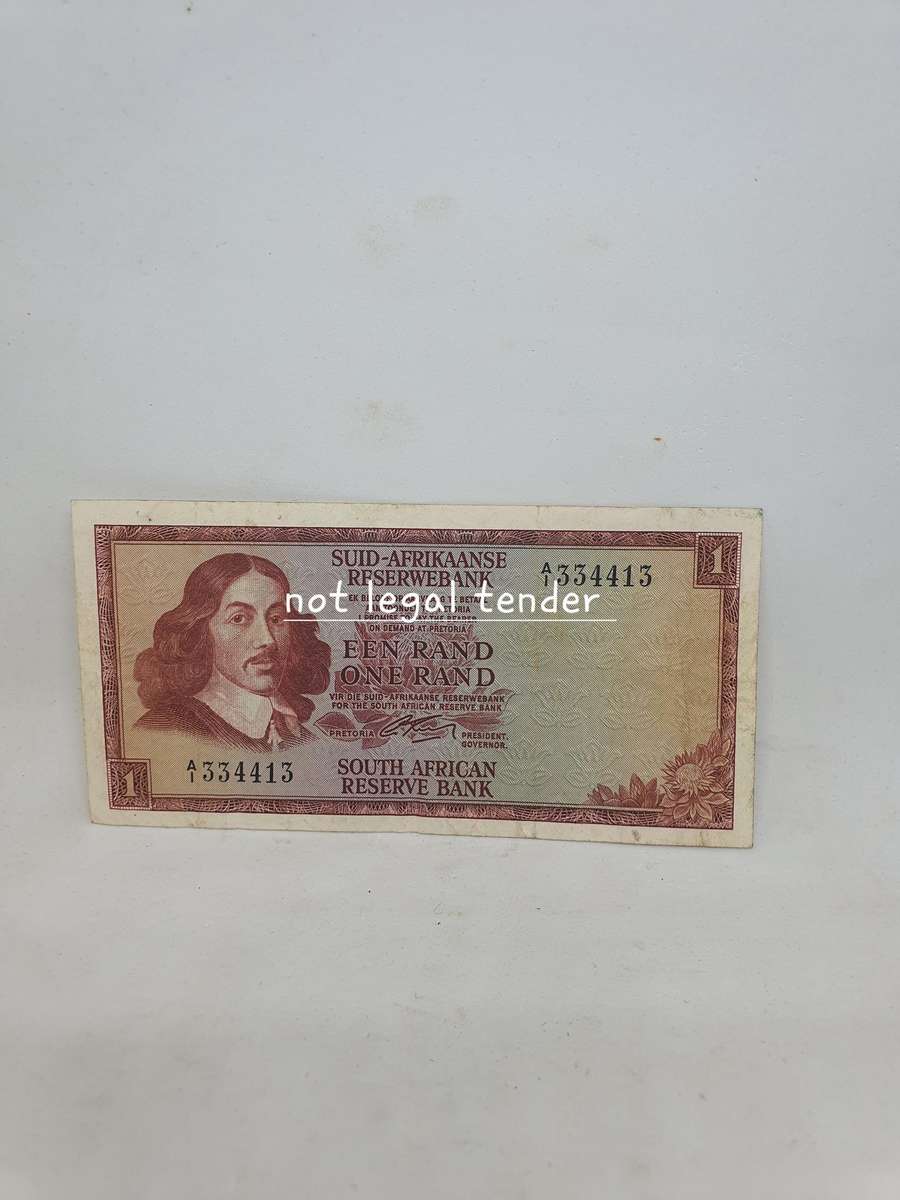 SUID-AFRIKAANSE
RESERWEBANK
A/1 334413
1
not legal tender
ON DEMAND AT PRETORIA
EEN RAND
ONE RAND
VIR DIE SUID-AFRIKAANSE RESERWEBANK
FOR THE SOUTH AFRICAN RESERVE BANK
PRETORIA
PRESIDENT.
GOVERNOR.
1
A/1 334413
SOUTH AFRICAN
RESERVE BANK